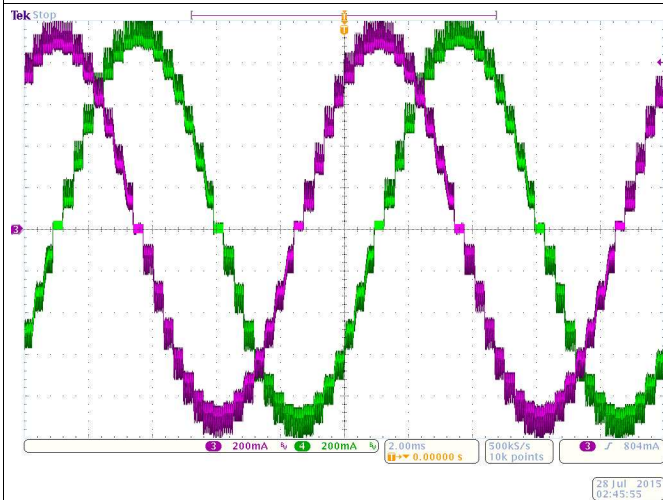 Tek Stop
T
3
3 200mA 4 200mA 2.00ms 500kS/s 3 804mA
T 0.00000 s 10k points
28 Jul 2015
02:45:55